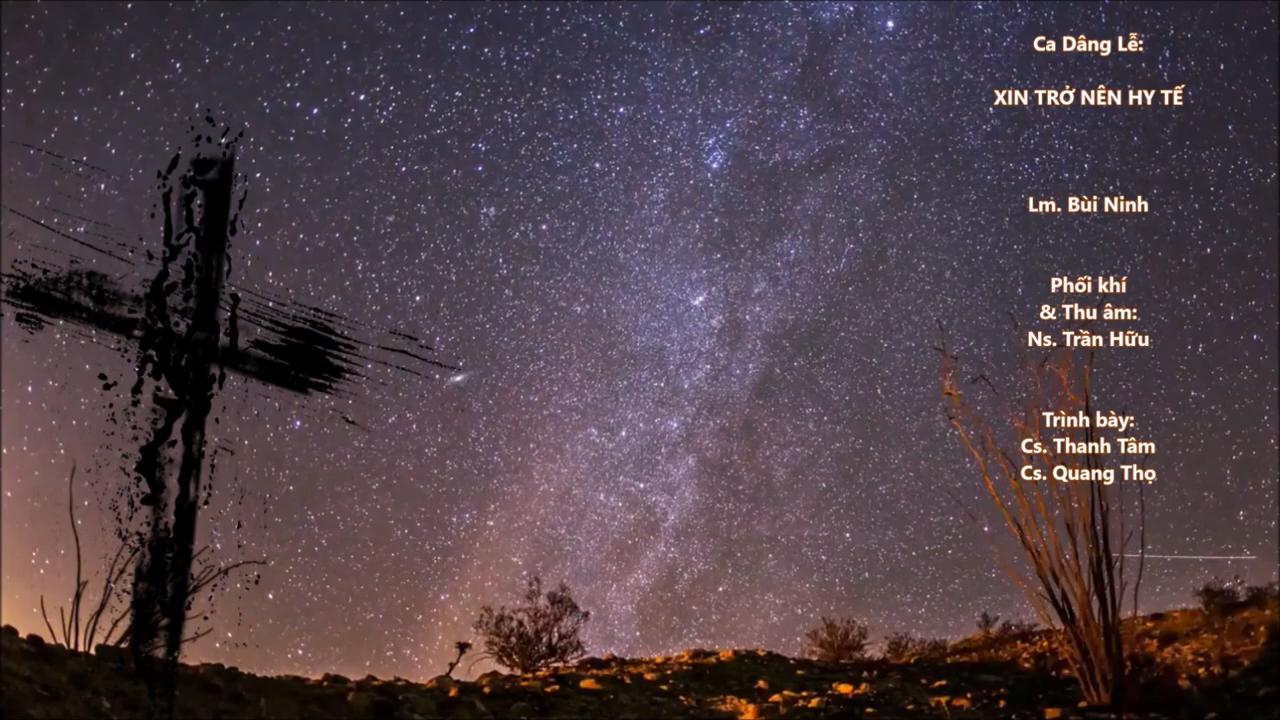 Ca Dâng Lễ:
XIN TRỞ NÊN HY TẾ
Lm. Bùi Ninh
Phối khí
& Thu âm:
Ns. Trần Hữu
Trình bày:
Cs. Thanh Tâm
Cs. Quang Thọ